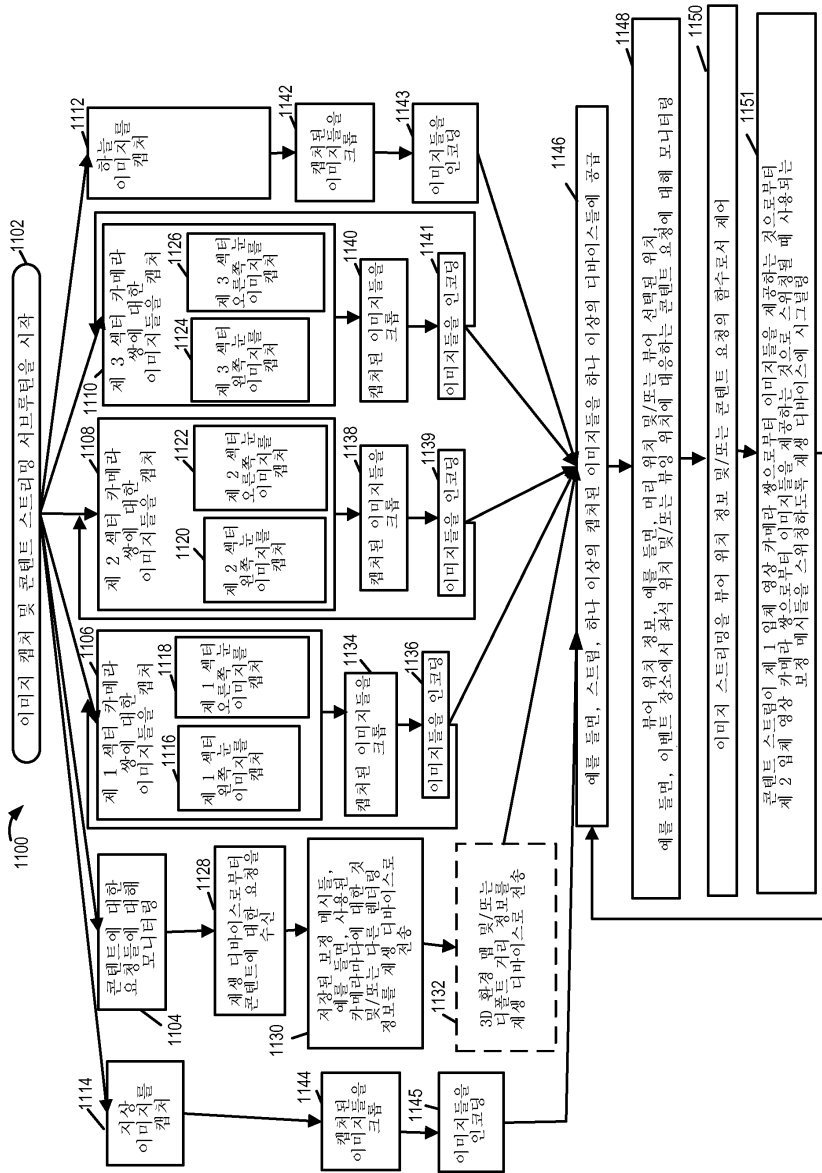 1100
이미지 캡처 및 콘텐트 스트리밍 서브루틴을 시작
1102
1114
지상
이미지를
캡처
1144
캡처된
이미지들을
크롭
1145
이미지들을
인코딩
콘텐트에 대한
요청들에 대해
모니터링
1104
재생 디바이스로부터
콘텐트에 대한 요청을
수신
1128
저장된 보정 메시들,
예를 들면, 사용된
카메라마다에 대한 것
및/또는 다른 렌더링
정보를 재생 디바이스로
전송
1130
3D 환경 맵 및/또는
디폴트 거리 정보를
재생 디바이스로 전송
1132
제 1 섹터 카메라
쌍에 대한
이미지들을 캡처
1106
1116
제 1 섹터
왼쪽 눈
이미지를
캡처
1118
제 1 섹터
오른쪽 눈
이미지를
캡처
캡처된 이미지들을
크롭
1134
이미지들을 인코딩
1136
제 2 섹터 카메라
쌍에 대한
이미지들을 캡처
1108
1120
제 2 섹터
왼쪽 눈
이미지를
캡처
1122
제 2 섹터
오른쪽 눈
이미지를
캡처
캡처된 이미지들을
크롭
1138
이미지들을 인코딩
1139
제 3 섹터 카메라
쌍에 대한
이미지들을 캡처
1110
1124
제 3 섹터
왼쪽 눈
이미지를
캡처
1126
제 3 섹터
오른쪽 눈
이미지를
캡처
캡처된 이미지들을
크롭
1140
이미지들을 인코딩
1141
하늘
이미지를
캡처
1112
캡처된
이미지들을
크롭
1142
이미지들을
인코딩
1143
예를 들면, 스트림, 하나 이상의 캡처된 이미지들을 하나 이상의 디바이스들에 공급
1146
뷰어 위치 정보, 예를 들면, 머리 위치 및/또는 뷰어 선택된 위치,
예를 들면, 이벤트 장소에서 좌석 위치 및/또는 뷰잉 위치에 대응하는 콘텐트 요청에 대해 모니터링
1148
이미지 스트리밍을 뷰어 위치 정보 및/또는 콘텐트 요청의 함수로서 제어
1150
콘텐트 스트림이 제 1 입체 영상 카메라 쌍으로부터 이미지들을 제공하는 것으로부터
제 2 입체 영상 카메라 쌍으로부터 이미지들을 제공하는 것으로 스위칭될 때 사용되는
보정 메시들을 스위칭하도록 재생 디바이스에 시그널링
1151